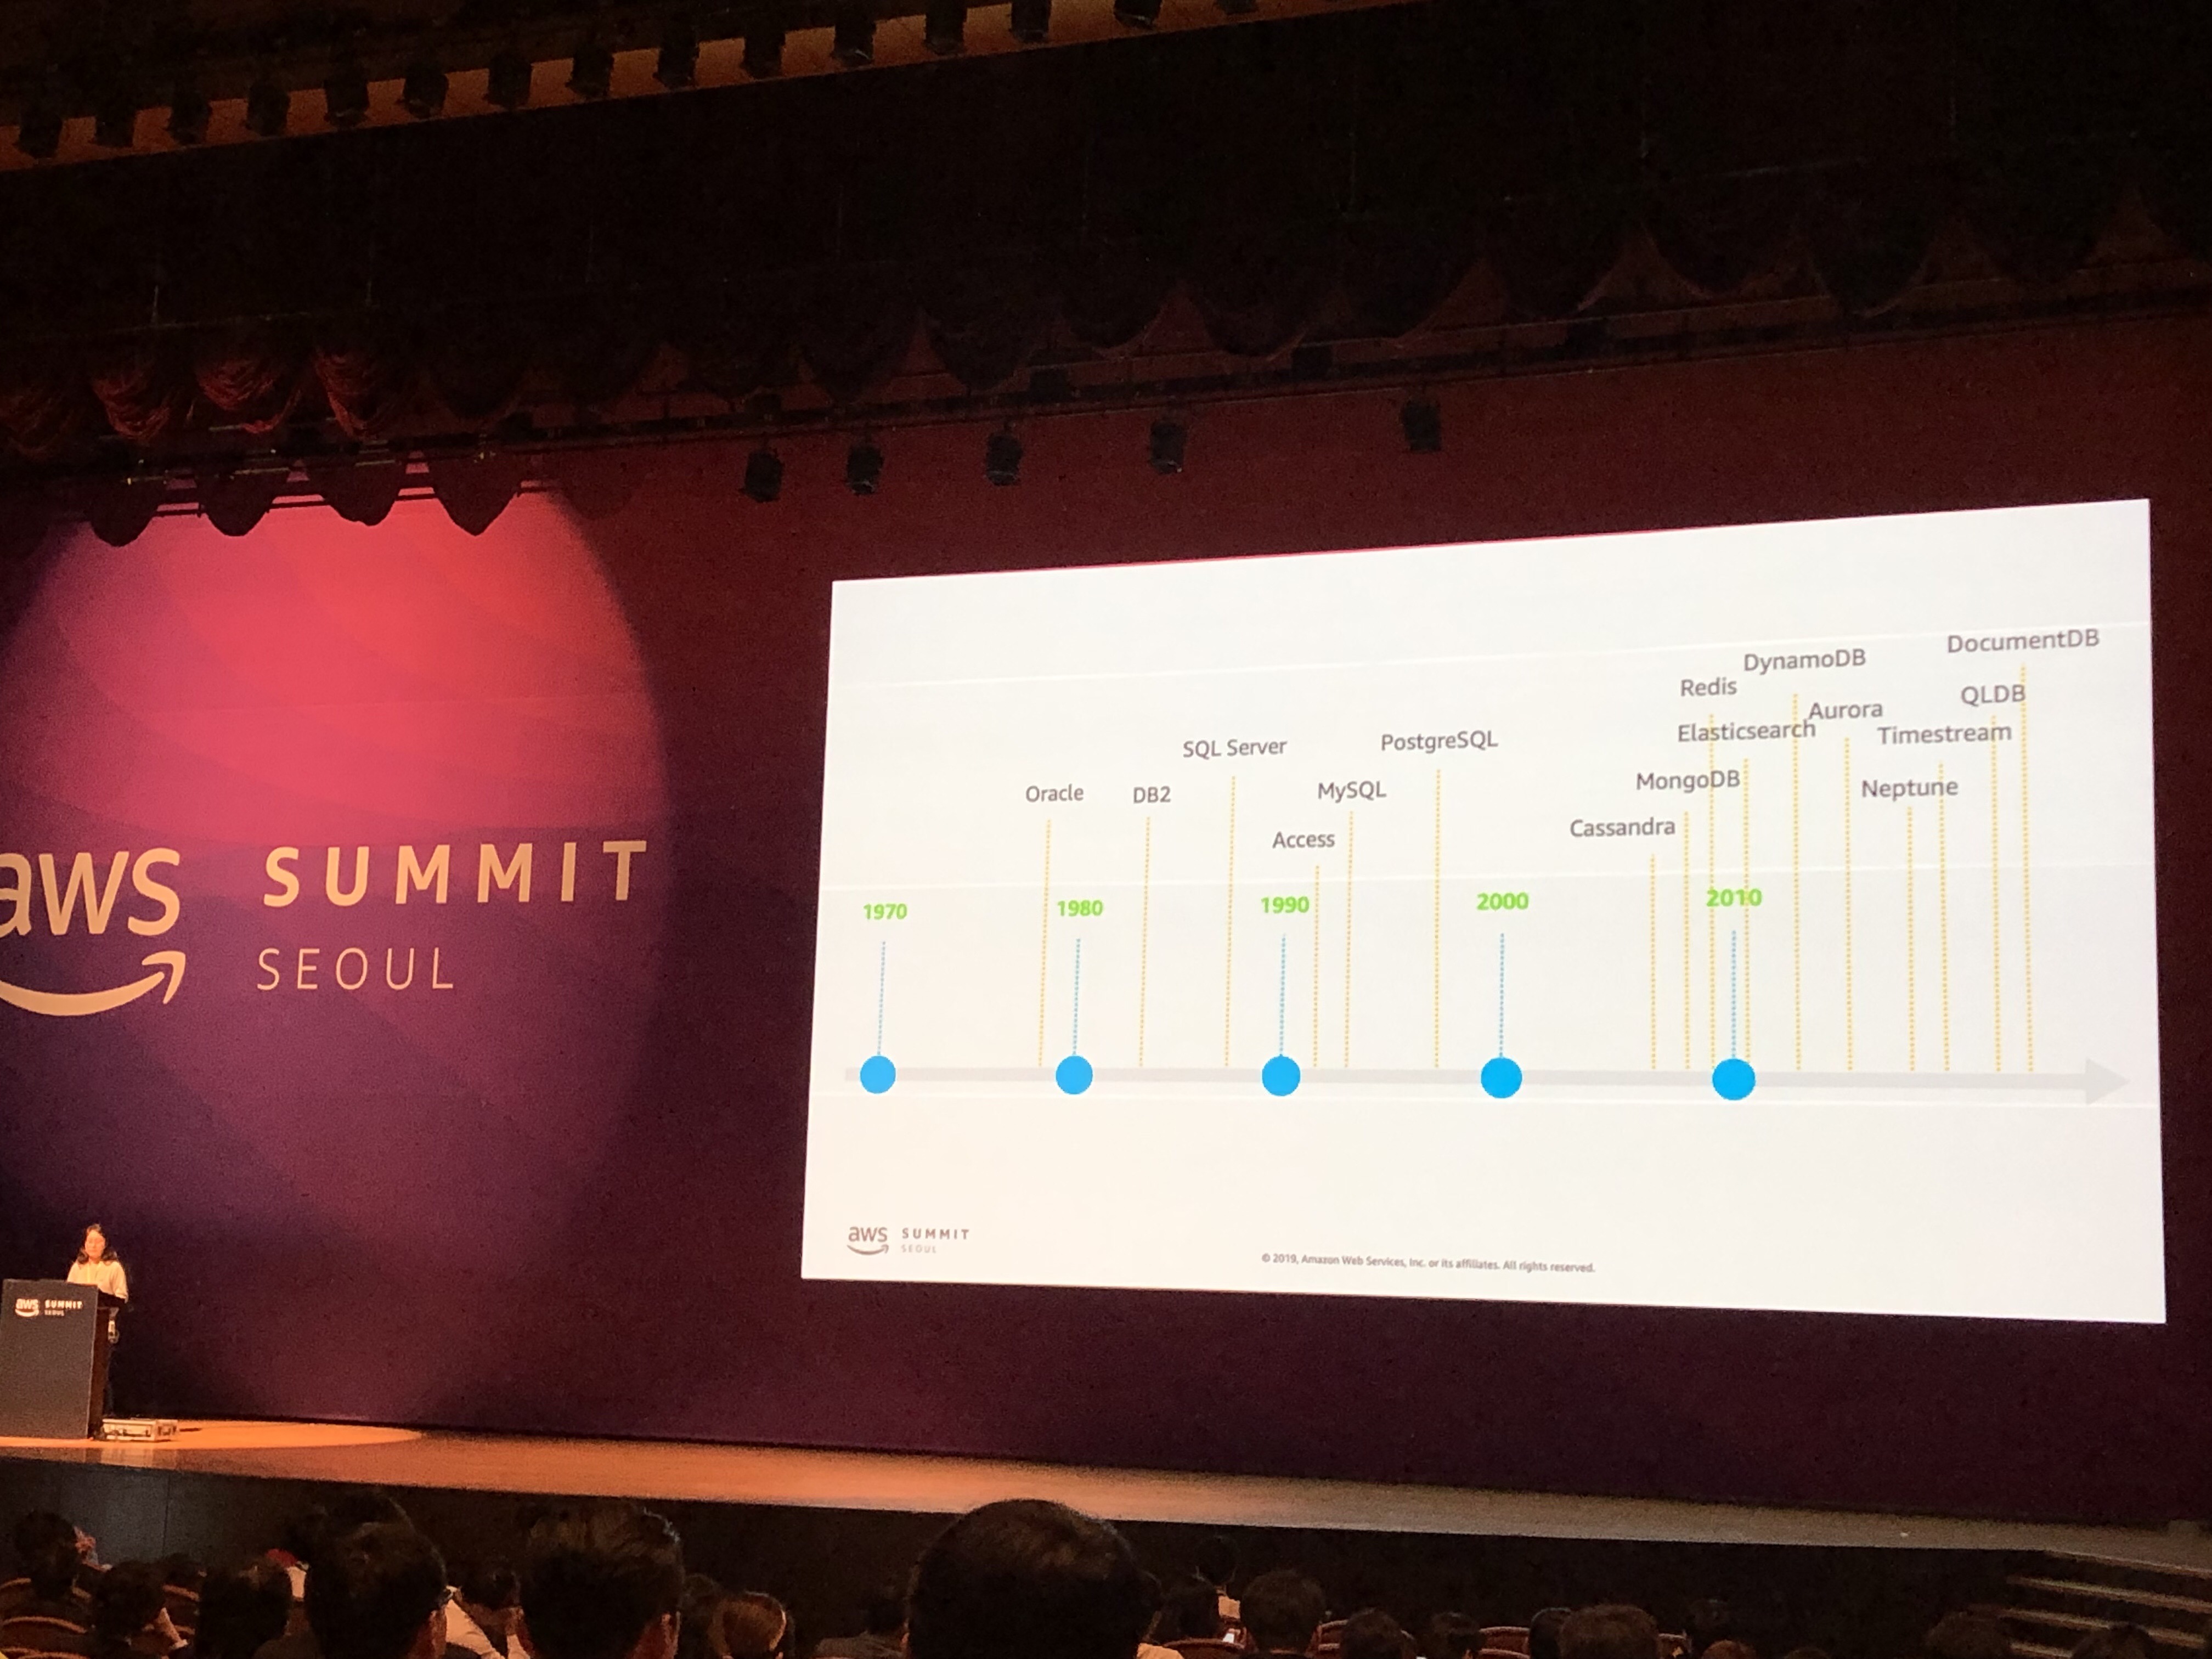 aws SUMMIT
SEOUL
DocumentDB
DynamoDB
Redis
QLDB
Aurora
Elasticsearch
Timestream
SQL Server
PostgreSQL
MongoDB
Neptune
Oracle
DB2
MySQL
Cassandra
Access
1970
1980
1990
2000
2010
aws SUMMIT
SEOUL
© 2019, Amazon Web Services, Inc. or its affiliates. All rights reserved.
aws SUMMIT
SEOUL